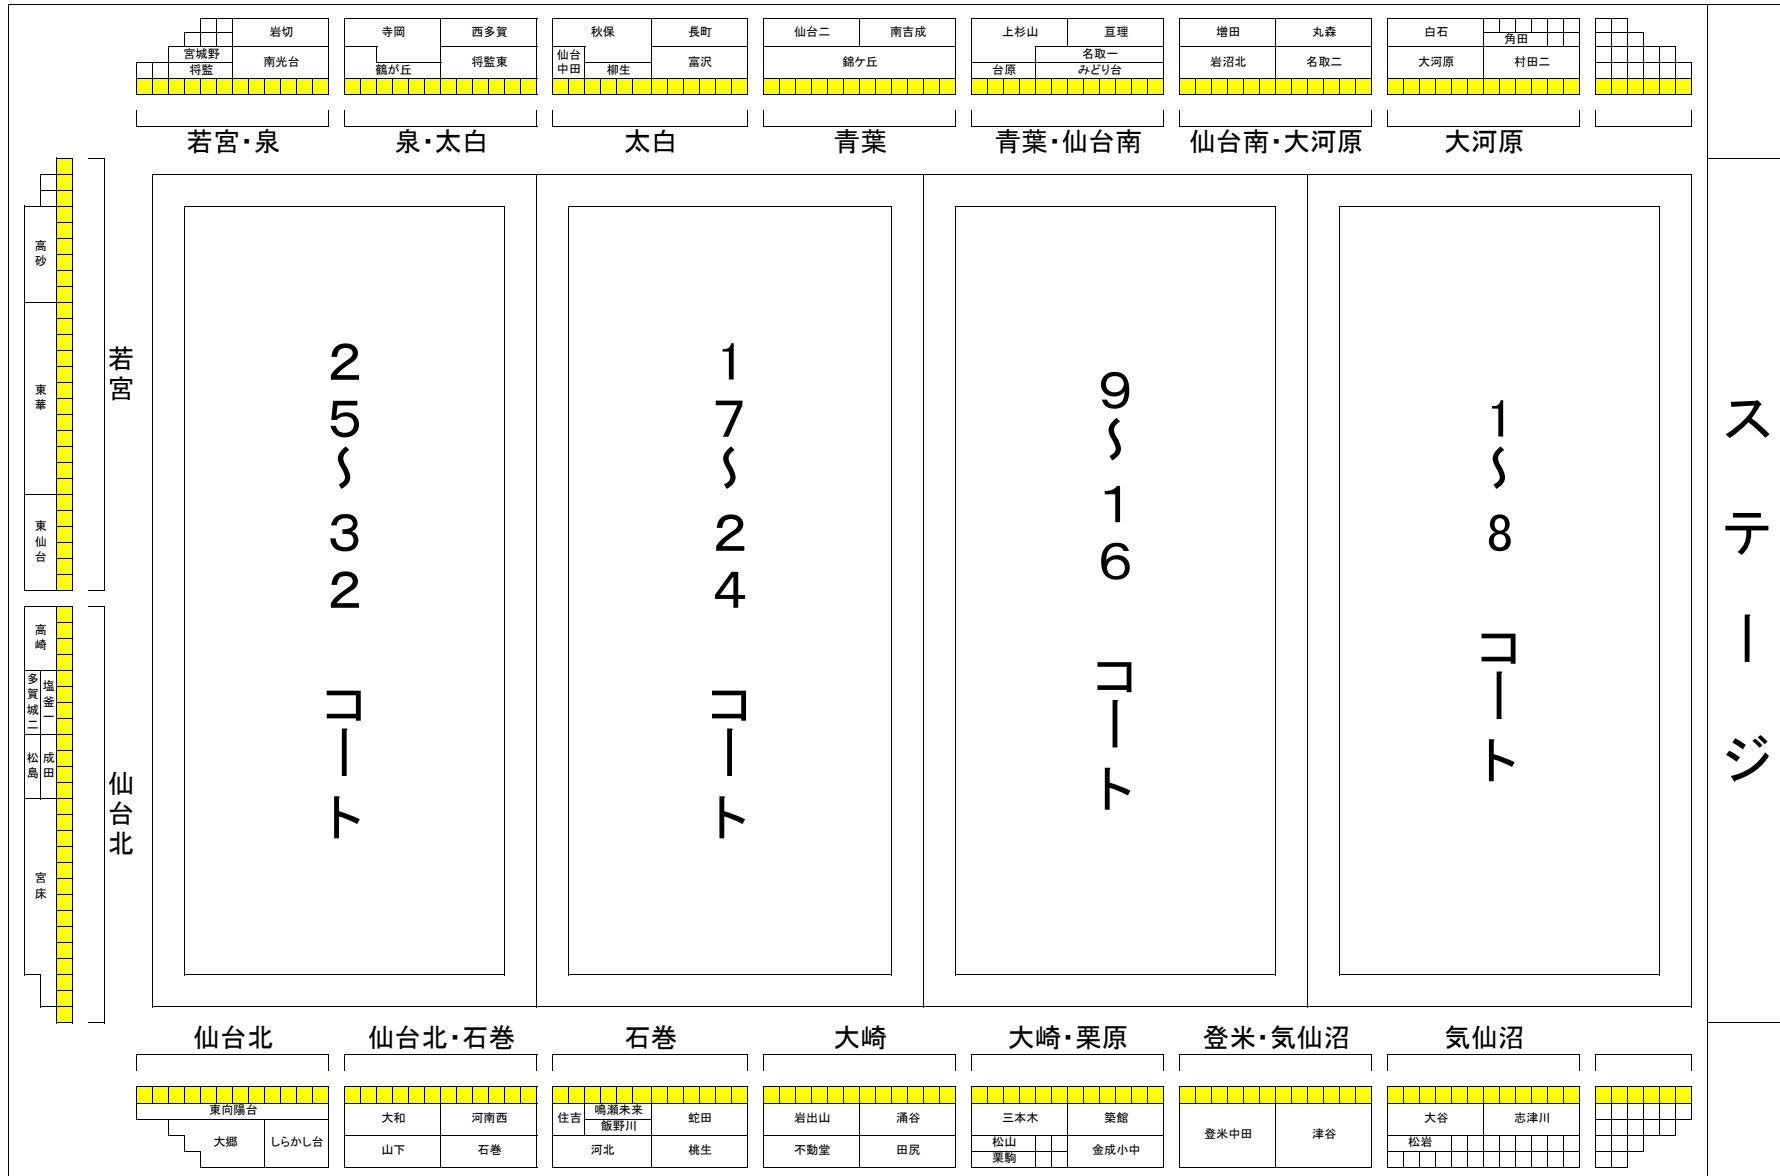 岩切
寺岡
西多賀
秋保
長町
仙台二
南吉成
上杉山
亘理
増田
丸森
白石
角田
宮城野
南光台
将監東
仙台
中田
富沢
錦ケ丘
名取一
岩沼北
名取二
大河原
村田二
将監
鶴が丘
柳生
台原
みどり台
若宮・泉
泉・太白
太白
青葉
青葉・仙台南
仙台南・大河原
大河原
高砂
東華
東仙台
若宮
高崎
多賀城二
塩釜一
松島
成田
宮床
仙台北
25~32 コート
17~24 コート
9~16 コート
1~8 コート
ステージ
仙台北
仙台北・石巻
石巻
大崎
大崎・栗原
登米・気仙沼
気仙沼
東向陽台
大郷
しらかし台
大和
河南西
山下
石巻
住吉
鳴瀬未来
飯野川
蛇田
河北
桃生
岩出山
涌谷
不動堂
田尻
三本木
築館
松山
栗駒
金成小中
登米中田
津谷
大谷
志津川
松岩